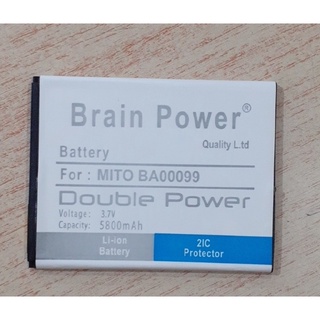 Brain Power®
Quality L.td
Battery
For : MITO BA00099
Double Power
Voltage: 3.7V
Capacity: 5800mAh
Li-ion
Battery
2IC
Protector